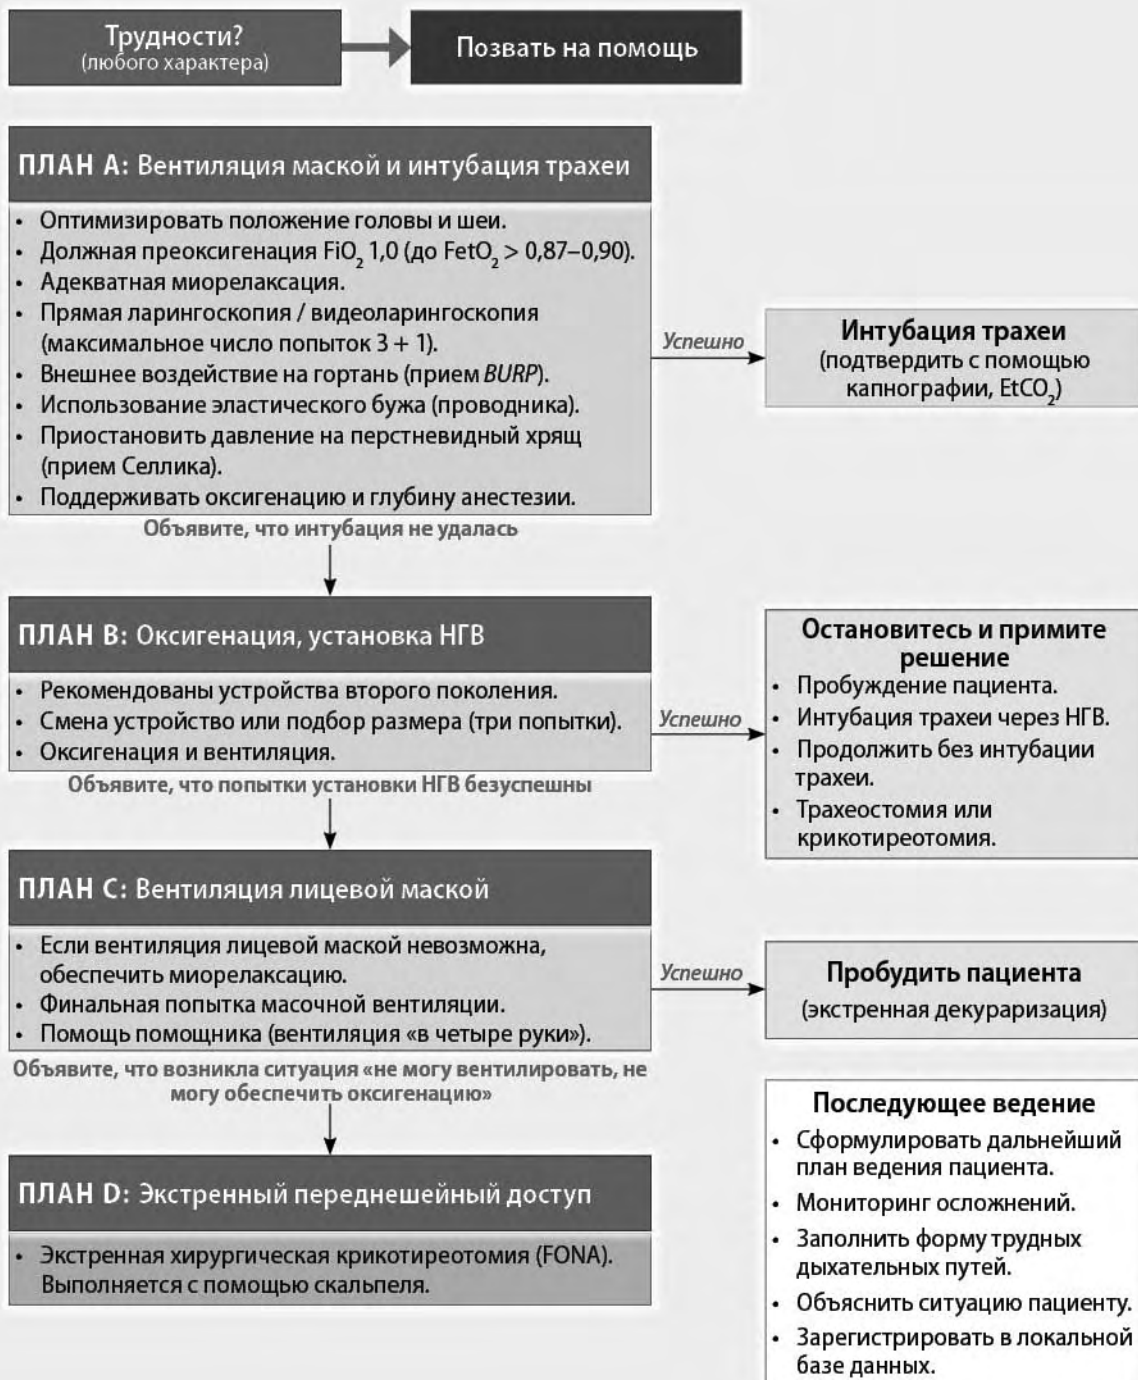 Трудности?
(любого характера)
Позвать на помощь
ПЛАН А: Вентиляция маской и интубация трахеи
• Оптимизировать положение головы и шеи.
• Должная преоксигенация FiO₂ 1,0 (до FetO₂ > 0,87–0,90).
• Адекватная миорелаксация.
• Прямая ларингоскопия / видеоларингоскопия
(максимальное число попыток 3 + 1).
• Внешнее воздействие на гортань (прием BURP).
• Использование эластического бужа (проводника).
• Приостановить давление на перстневидный хрящ
(прием Селлика).
• Поддерживать оксигенацию и глубину анестезии.
Успешно
Интубация трахеи
(подтвердить с помощью
капнографии, EtCO₂)
Объявите, что интубация не удалась
ПЛАН B: Оксигенация, установка НГВ
• Рекомендованы устройства второго поколения.
• Смена устройство или подбор размера (три попытки).
• Оксигенация и вентиляция.
Успешно
Остановитесь и примите
решение
• Пробуждение пациента.
• Интубация трахеи через НГВ.
• Продолжить без интубации
трахеи.
• Трахеостомия или
крикотиреотомия.
Объявите, что попытки установки НГВ безуспешны
ПЛАН C: Вентиляция лицевой маской
• Если вентиляция лицевой маской невозможна,
обеспечить миорелаксацию.
• Финальная попытка масочной вентиляции.
• Помощь помощника (вентиляция «в четыре руки»).
Успешно
Пробудить пациента
(экстренная декураризация)
Объявите, что возникла ситуация «не могу вентилировать, не
могу обеспечить оксигенацию»
ПЛАН D: Экстренный переднешейный доступ
• Экстренная хирургическая крикотиреотомия (FONA).
Выполняется с помощью скальпеля.
Последующее ведение
• Сформулировать дальнейший
план ведения пациента.
• Мониторинг осложнений.
• Заполнить форму трудных
дыхательных путей.
• Объяснить ситуацию пациенту.
• Зарегистрировать в локальной
базе данных.